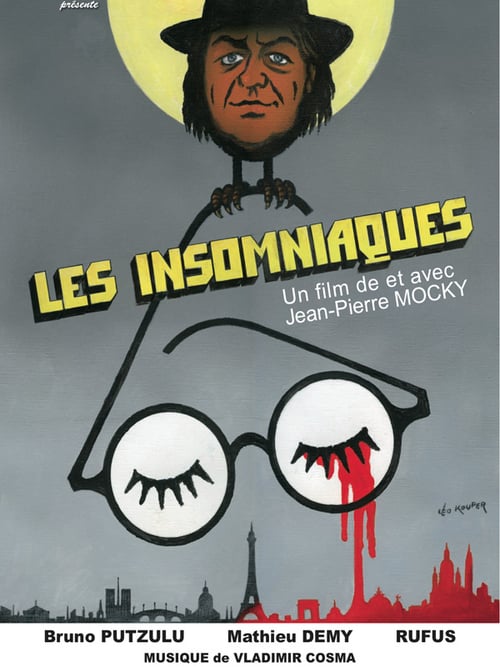 présente
LES INSOMNIAQUES
Un film de et avec
Jean-Pierre MOCKY
LÉO KOUPER
Bruno PUTZULU Mathieu DEMY RUFUS
MUSIQUE de VLADIMIR COSMA